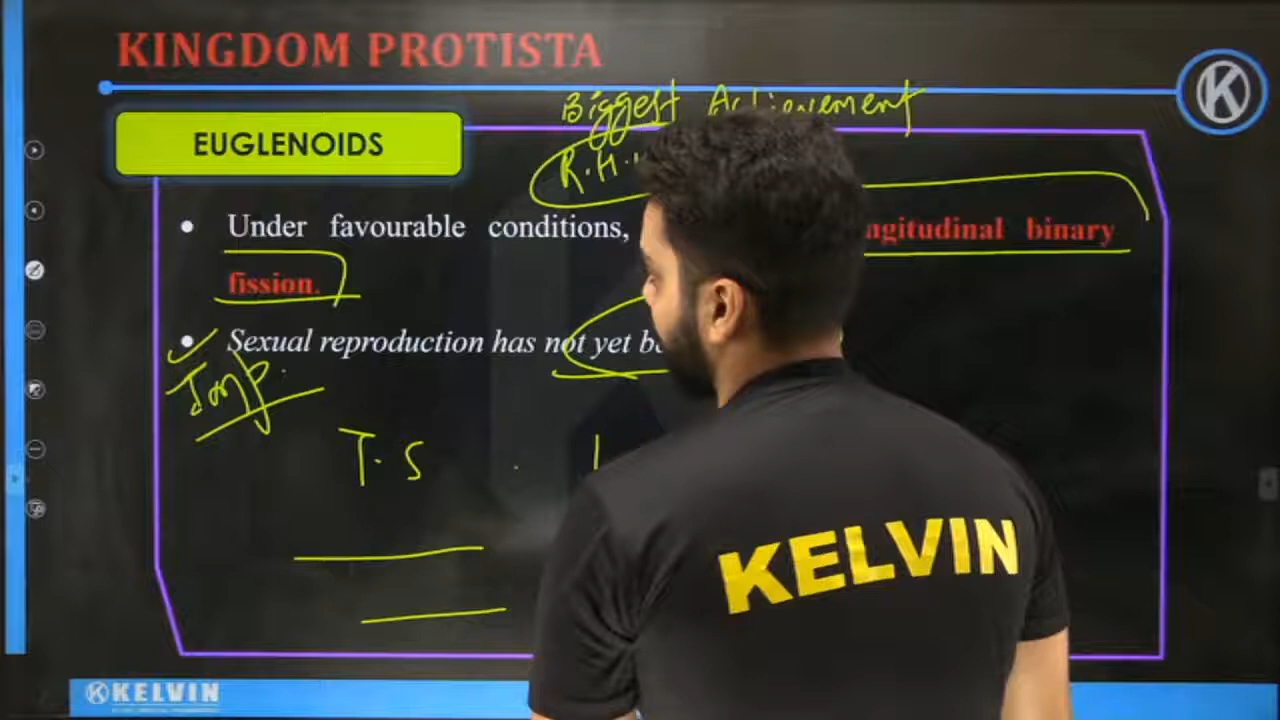 KINGDOM PROTISTA
Biggest Achievement
EUGLENOIDS
R.H.
Under favourable conditions, ngitudinal binary
fission.
Sexual reproduction has not yet be
Imp.
T.S
KELVIN
KELVIN